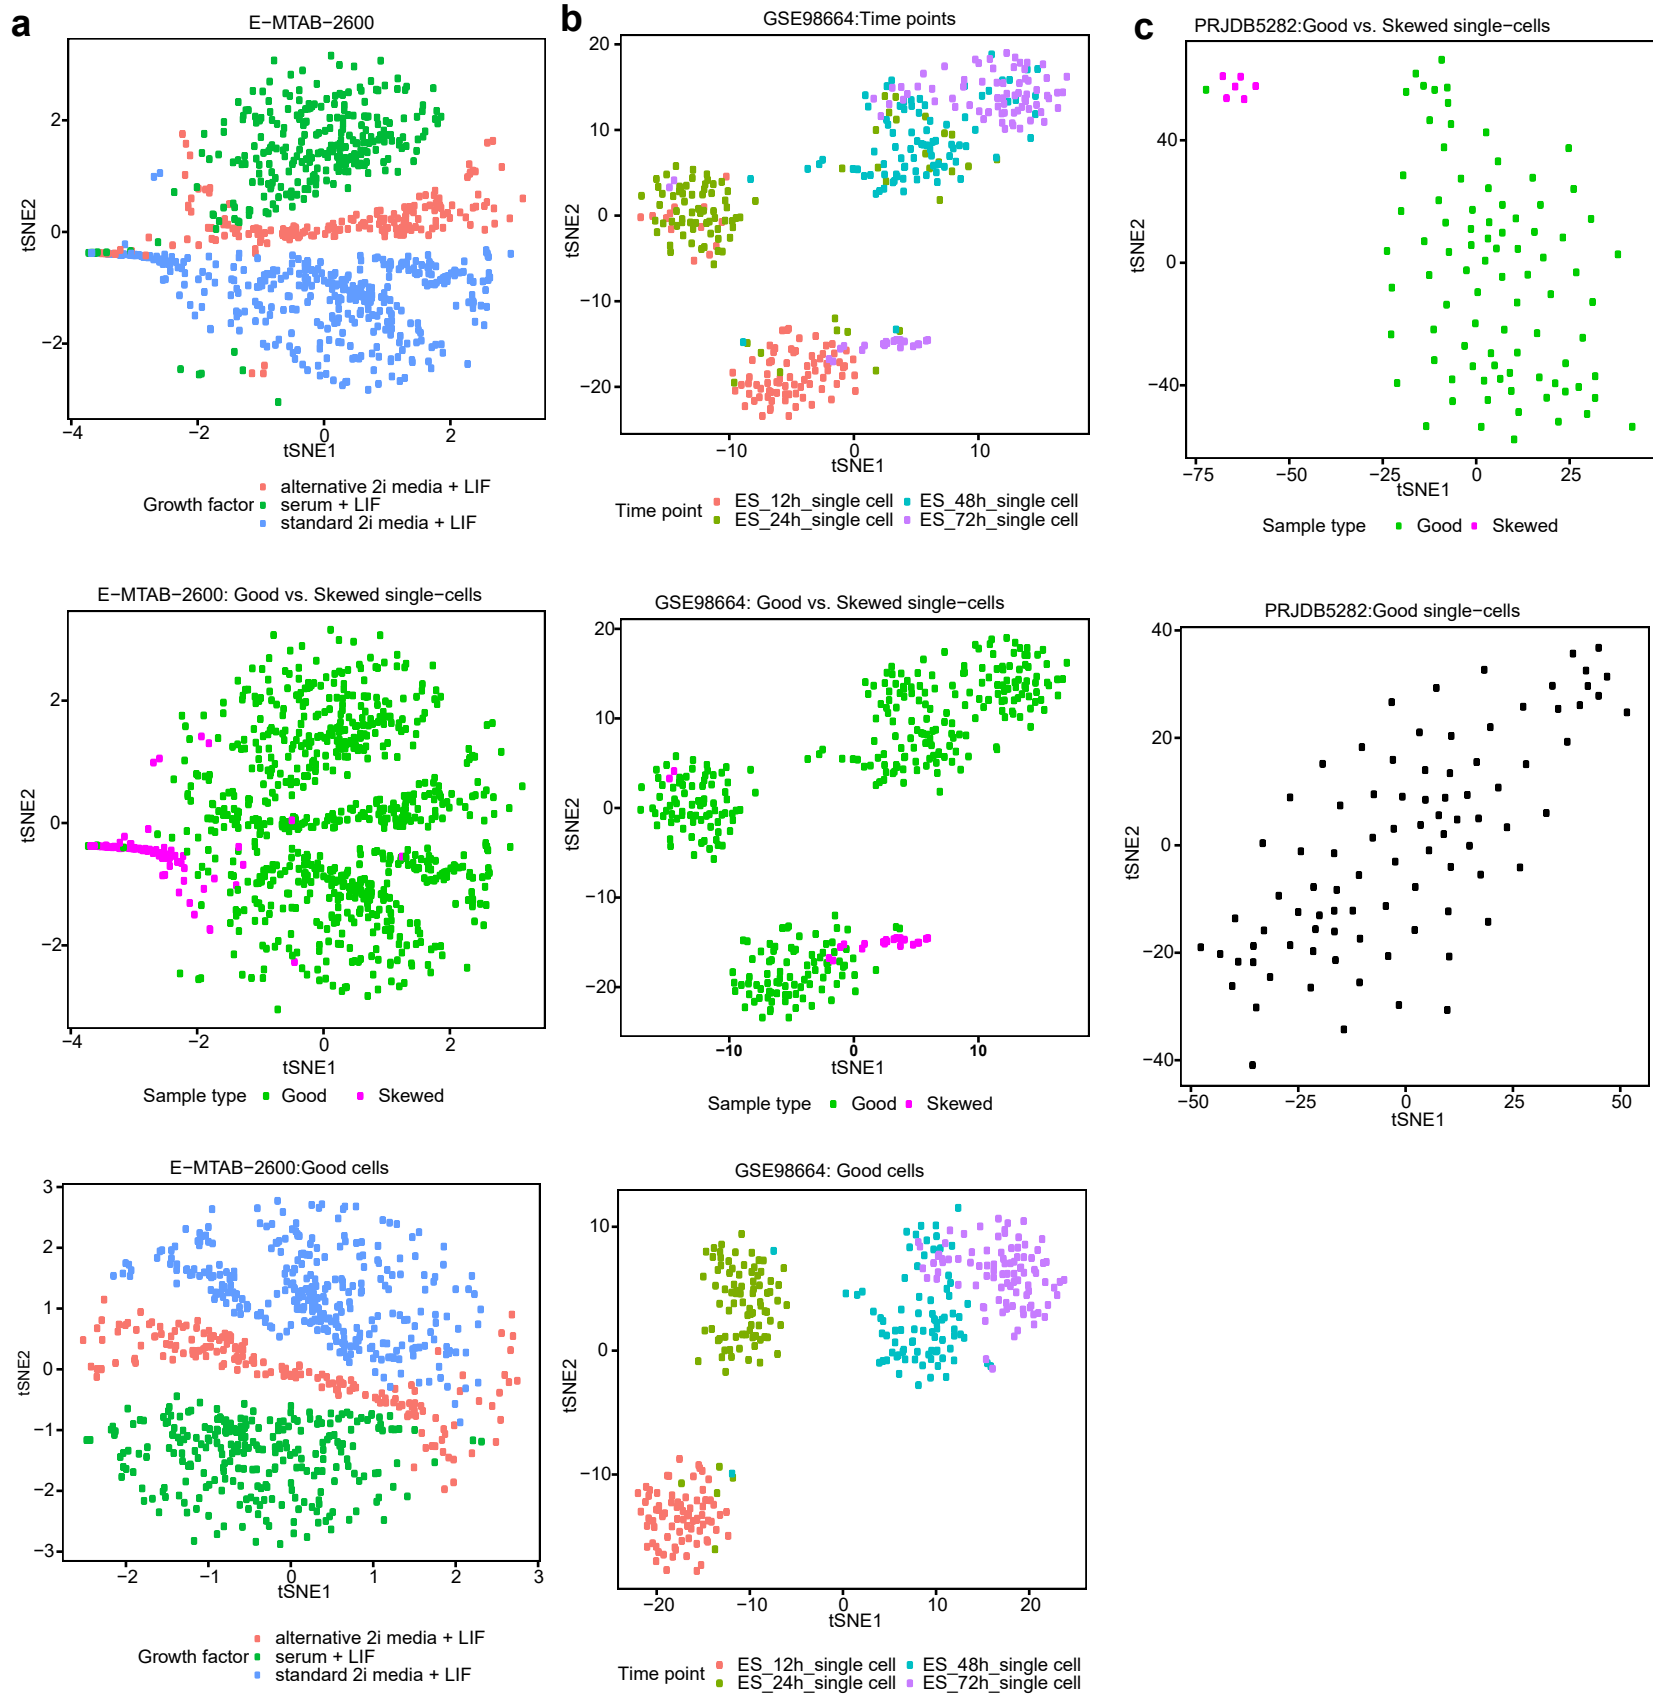 a
E−MTAB−2600
tSNE2
2
0
−2
−4
−2
0
2
tSNE1
Growth factor
alternative 2i media + LIF
serum + LIF
standard 2i media + LIF
b
GSE98664:Time points
tSNE2
20
10
0
−10
−20
−10
0
10
tSNE1
Time point
ES_12h_single cell
ES_48h_single cell
ES_24h_single cell
ES_72h_single cell
c
PRJDB5282:Good vs. Skewed single−cells
tSNE2
40
0
−40
−75
−50
−25
0
25
tSNE1
Sample type
Good
Skewed
E−MTAB−2600: Good vs. Skewed single−cells
tSNE2
2
0
−2
−4
−2
0
2
tSNE1
Sample type
Good
Skewed
GSE98664: Good vs. Skewed single−cells
tSNE2
20
10
0
−10
−20
−10
0
10
tSNE1
Sample type
Good
Skewed
PRJDB5282:Good single−cells
tSNE2
40
20
0
−20
−40
−50
−25
0
25
50
tSNE1
E−MTAB−2600:Good cells
tSNE2
3
2
1
0
−1
−2
−3
−2
−1
0
1
2
3
tSNE1
Growth factor
alternative 2i media + LIF
serum + LIF
standard 2i media + LIF
GSE98664: Good cells
tSNE2
10
0
−10
−20
−10
0
10
20
tSNE1
Time point
ES_12h_single cell
ES_48h_single cell
ES_24h_single cell
ES_72h_single cell